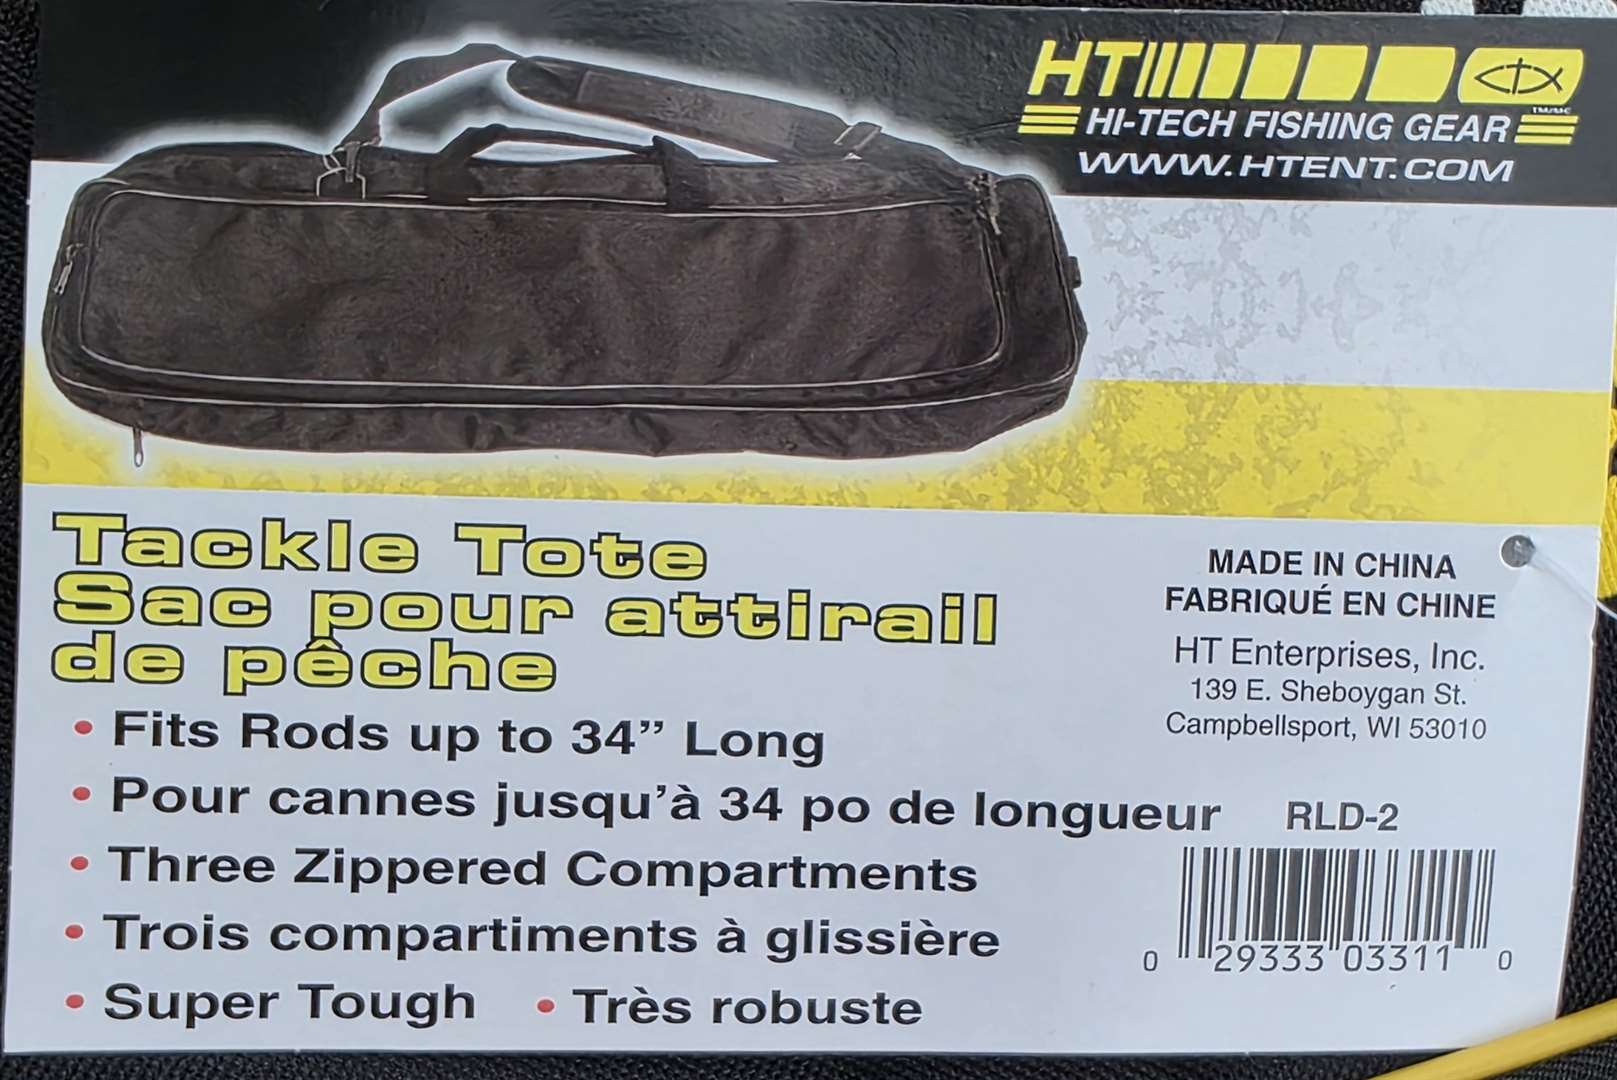 HT
TM/MC
HI-TECH FISHING GEAR
WWW.HTENT.COM
Tackle Tote
Sac pour attirail
de pêche
• Fits Rods up to 34” Long
• Pour cannes jusqu’à 34 po de longueur
• Three Zippered Compartments
• Trois compartiments à glissière
• Super Tough • Très robuste
MADE IN CHINA
FABRIQUÉ EN CHINE
HT Enterprises, Inc.
139 E. Sheboygan St.
Campbellsport, WI 53010
RLD-2
0 29333 03311 0